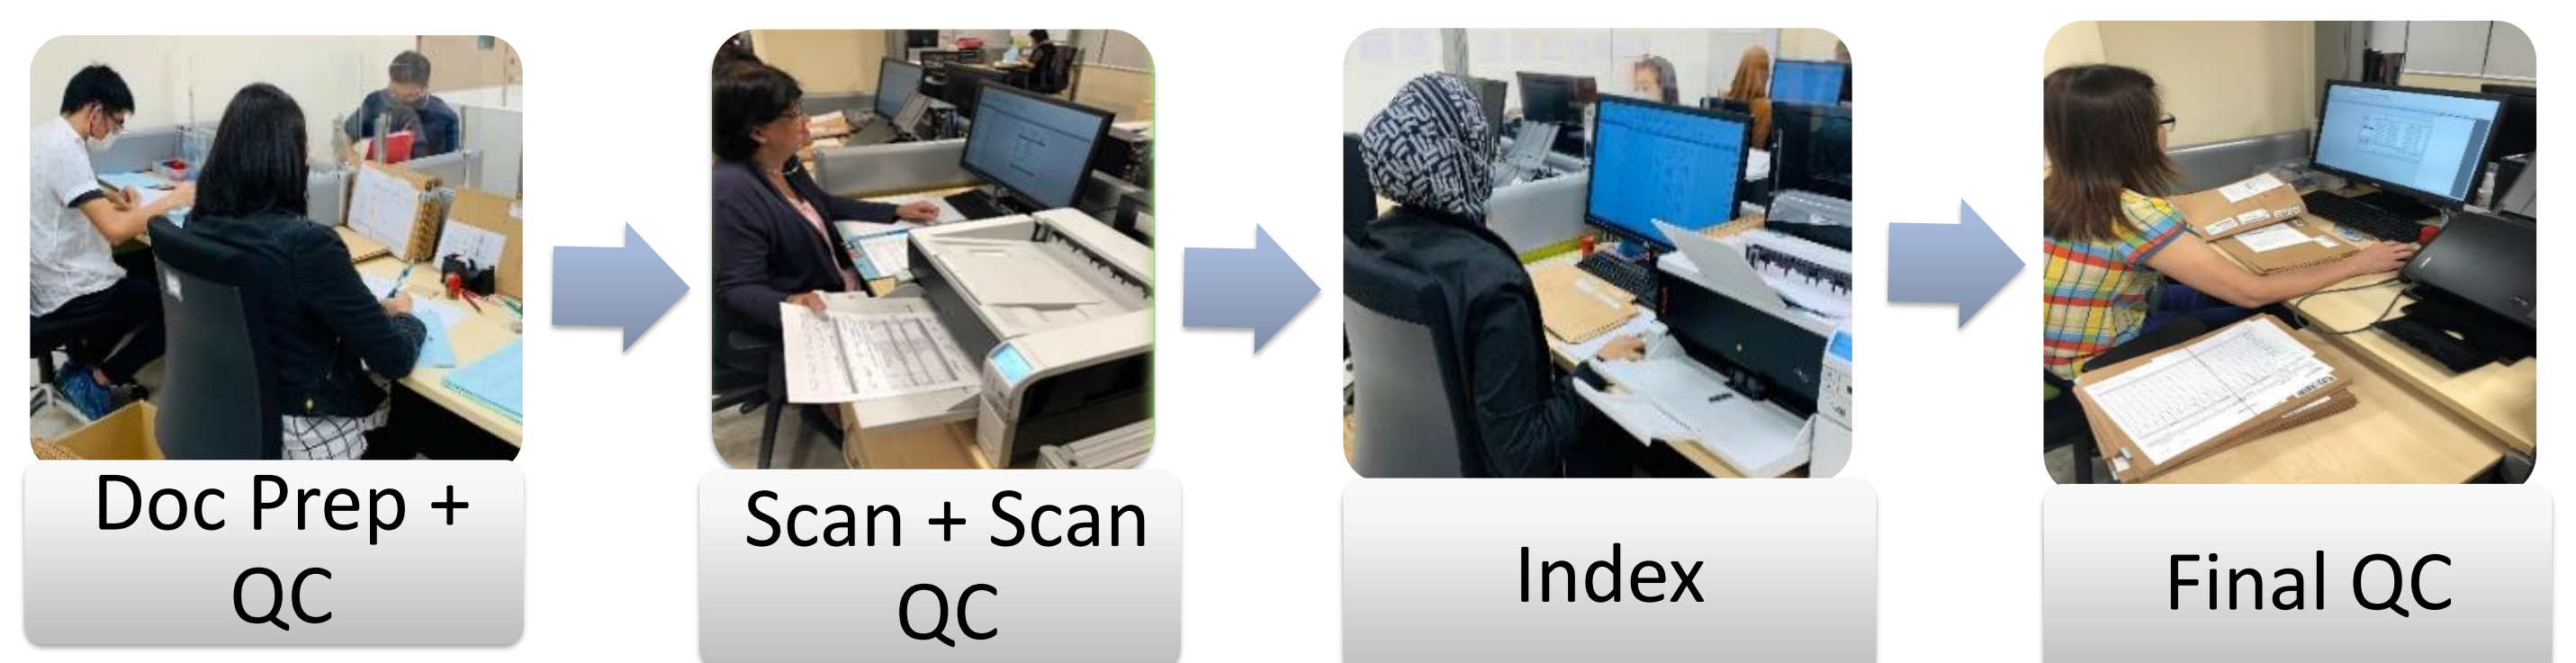 Doc Prep +
QC
Scan + Scan
QC
Index
Final QC